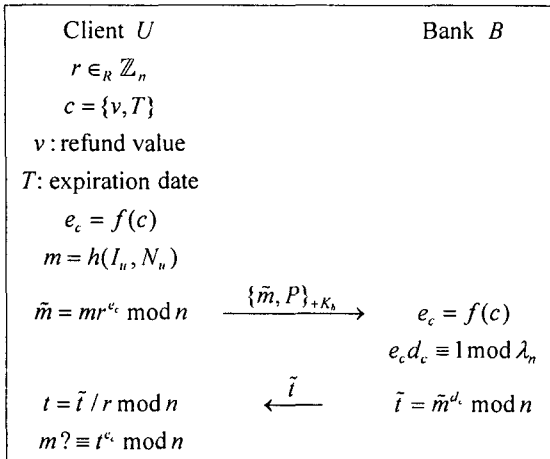 Client U Bank B
r ∈_R ℤ_n
c = {v, T}
v : refund value
T: expiration date
e_c = f(c)
m = h(I_u, N_u)
m̃ = mr^{e_c} mod n {m̃, P}_{+K_b} → e_c = f(c)
e_c d_c ≡ 1 mod λ_n
t = t̃ / r mod n ← t̃ t̃ = m̃^{d_c} mod n
m ? ≡ t^{e_c} mod n